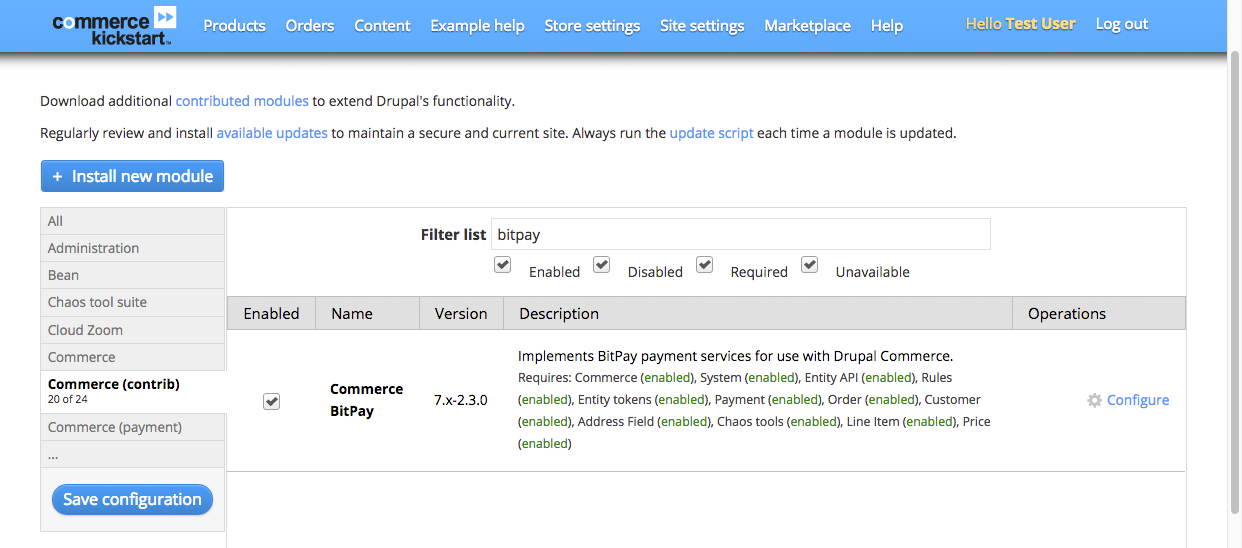 commerce kickstart™
Products Orders Content Example help Store settings Site settings Marketplace Help Hello Test User Log out
Download additional contributed modules to extend Drupal's functionality.
Regularly review and install available updates to maintain a secure and current site. Always run the update script each time a module is updated.
+ Install new module
All
Administration
Bean
Chaos tool suite
Cloud Zoom
Commerce
Commerce (contrib)
20 of 24
Commerce (payment)
...
Save configuration
Filter list bitpay
Enabled Disabled Required Unavailable
Enabled Name Version Description Operations
Commerce
BitPay
7.x-2.3.0
Implements BitPay payment services for use with Drupal Commerce.
Requires: Commerce (enabled), System (enabled), Entity API (enabled), Rules
(enabled), Entity tokens (enabled), Payment (enabled), Order (enabled), Customer
(enabled), Address Field (enabled), Chaos tools (enabled), Line Item (enabled), Price
(enabled)
Configure